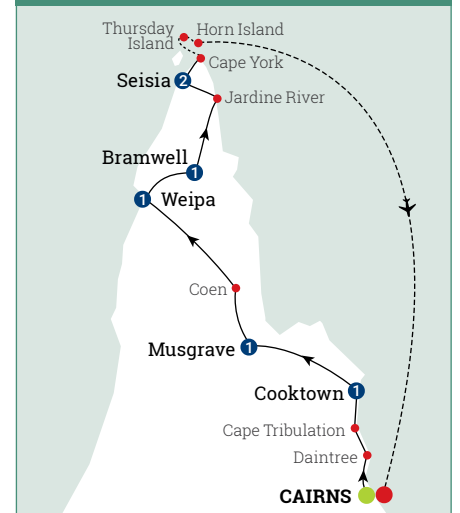 Thursday
Island
Horn Island
Cape York
Seisia 2
Jardine River
Bramwell 1
1 Weipa
Coen
Musgrave 1
Cooktown 1
Cape Tribulation
Daintree
CAIRNS